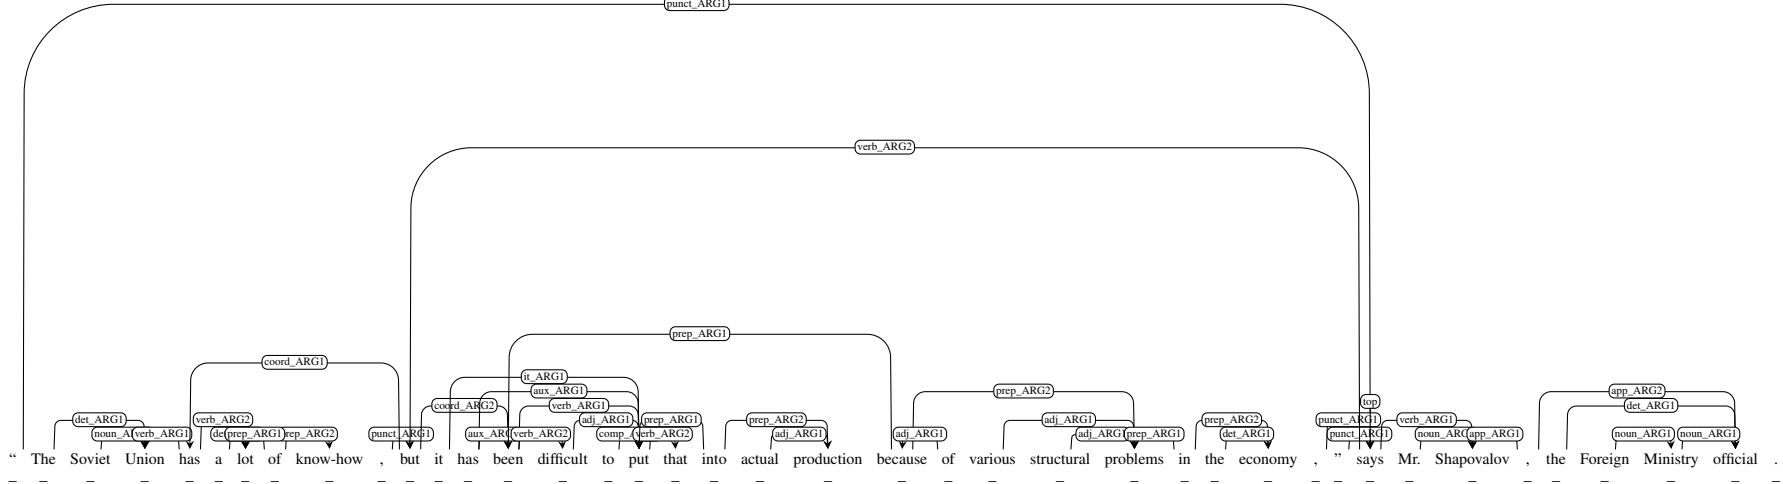 punct_ARG1
verb_ARG2
prep_ARG1
coord_ARG1
it_ARG1
aux_ARG1 prep_ARG2 app_ARG2
top
coord_ARG2 verb_ARG1 det_ARG1
det_ARG1 verb_ARG2 adj_ARG1 prep_ARG1 prep_ARG2 adj_ARG1 prep_ARG2 punct_ARG1 verb_ARG1
verb_ARG1 prep_ARG1 punct_ARG1 verb_ARG2 verb_ARG2 adj_ARG1 adj_ARG1 prep_ARG1 det_ARG1 punct_ARG1 app_ARG1 noun_ARG1 noun_ARG1
“ The Soviet Union has a lot of know-how , but it has been difficult to put that into actual production because of various structural problems in the economy , ” says Mr. Shapovalov , the Foreign Ministry official .